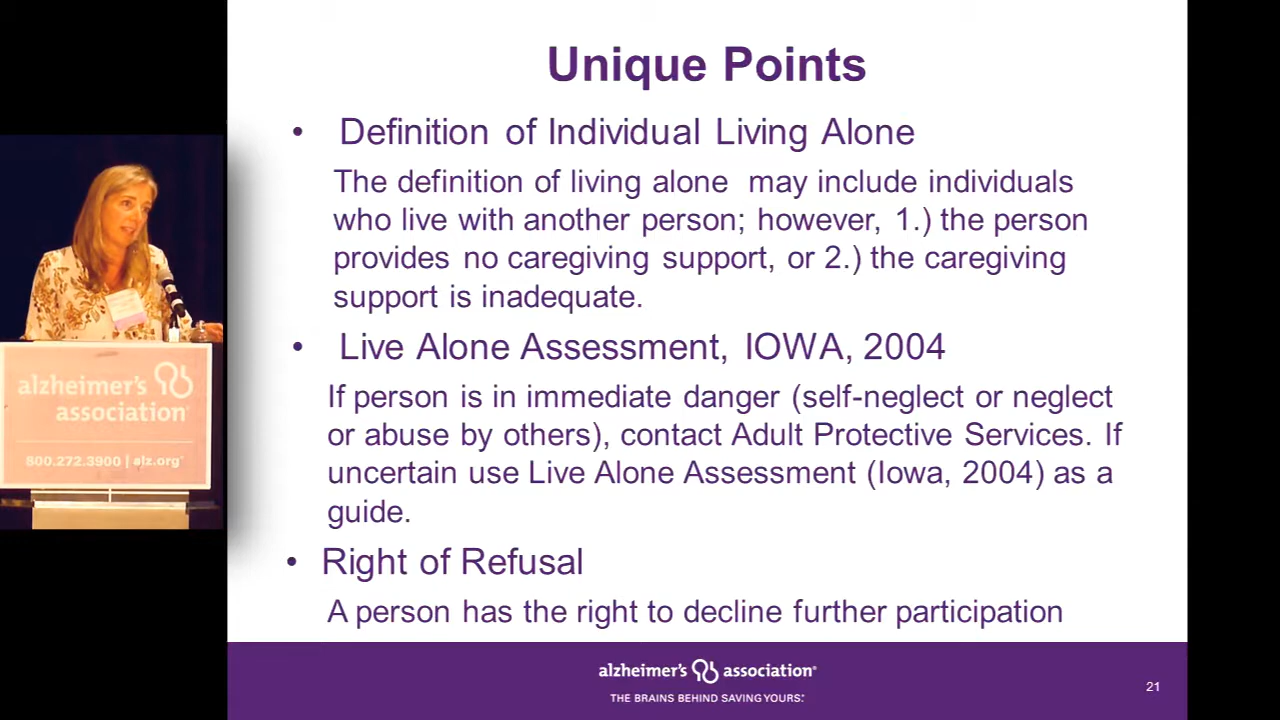 Unique Points
• Definition of Individual Living Alone
The definition of living alone may include individuals
who live with another person; however, 1.) the person
provides no caregiving support, or 2.) the caregiving
support is inadequate.
• Live Alone Assessment, IOWA, 2004
If person is in immediate danger (self-neglect or neglect
or abuse by others), contact Adult Protective Services. If
uncertain use Live Alone Assessment (Iowa, 2004) as a
guide.
• Right of Refusal
A person has the right to decline further participation
alzheimer's association®
THE BRAINS BEHIND SAVING YOURS.™
21
alzheimer's
association®
800.272.3900 | alz.org®